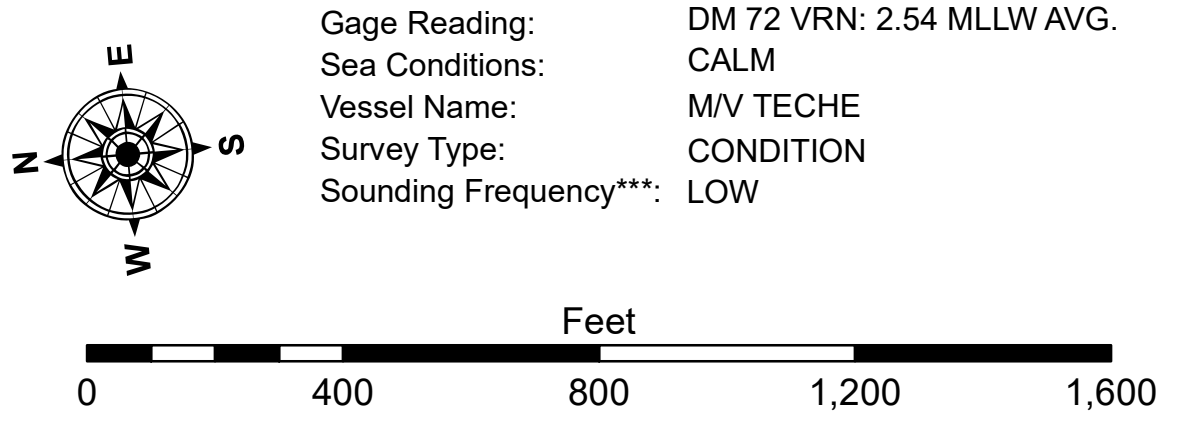 E
N
S
W
Gage Reading: DM 72 VRN: 2.54 MLLW AVG.
Sea Conditions: CALM
Vessel Name: M/V TECHE
Survey Type: CONDITION
Sounding Frequency***: LOW
Feet
0 400 800 1,200 1,600